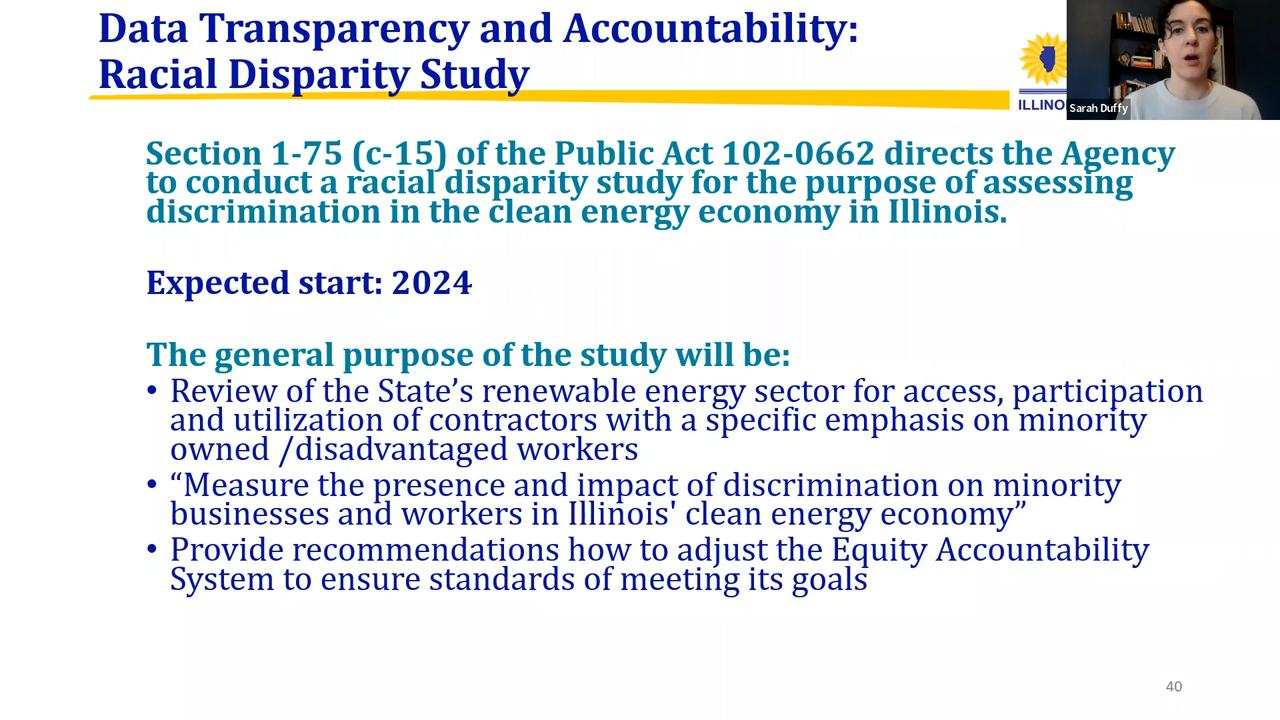 Data Transparency and Accountability:
Racial Disparity Study
ILLINO
Sarah Duffy
Section 1-75 (c-15) of the Public Act 102-0662 directs the Agency
to conduct a racial disparity study for the purpose of assessing
discrimination in the clean energy economy in Illinois.
Expected start: 2024
The general purpose of the study will be:
• Review of the State’s renewable energy sector for access, participation
and utilization of contractors with a specific emphasis on minority
owned /disadvantaged workers
• “Measure the presence and impact of discrimination on minority
businesses and workers in Illinois' clean energy economy”
• Provide recommendations how to adjust the Equity Accountability
System to ensure standards of meeting its goals
40